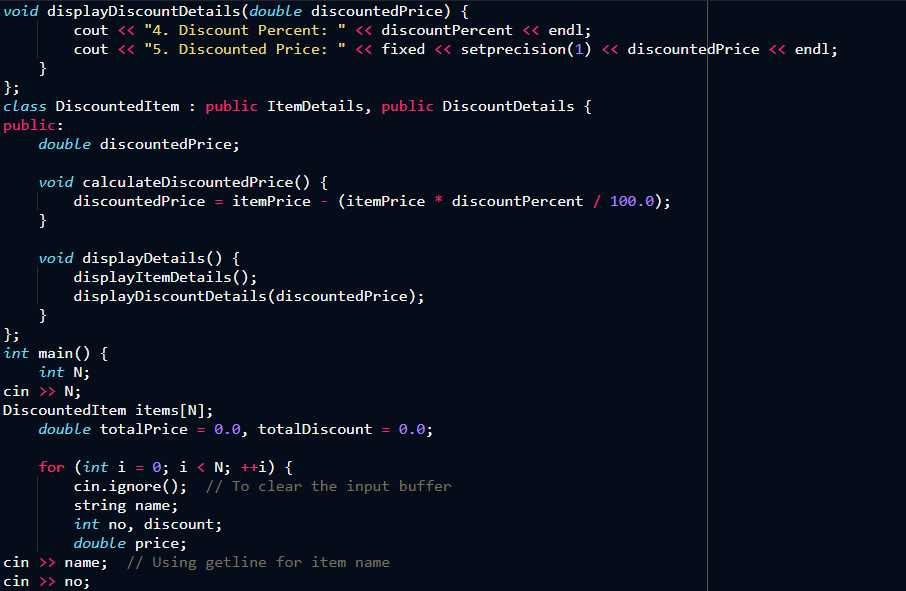 void displayDiscountDetails(double discountedPrice) {
        cout << "4. Discount Percent: " << discountPercent << endl;
        cout << "5. Discounted Price: " << fixed << setprecision(1) << discountedPrice << endl;
    }
};
class DiscountedItem : public ItemDetails, public DiscountDetails {
public:
    double discountedPrice;

    void calculateDiscountedPrice() {
        discountedPrice = itemPrice - (itemPrice * discountPercent / 100.0);
    }

    void displayDetails() {
        displayItemDetails();
        displayDiscountDetails(discountedPrice);
    }
};
int main() {
    int N;
cin >> N;
DiscountedItem items[N];
    double totalPrice = 0.0, totalDiscount = 0.0;

    for (int i = 0; i < N; ++i) {
        cin.ignore();  // To clear the input buffer
        string name;
        int no, discount;
        double price;
cin >> name;  // Using getline for item name
cin >> no;